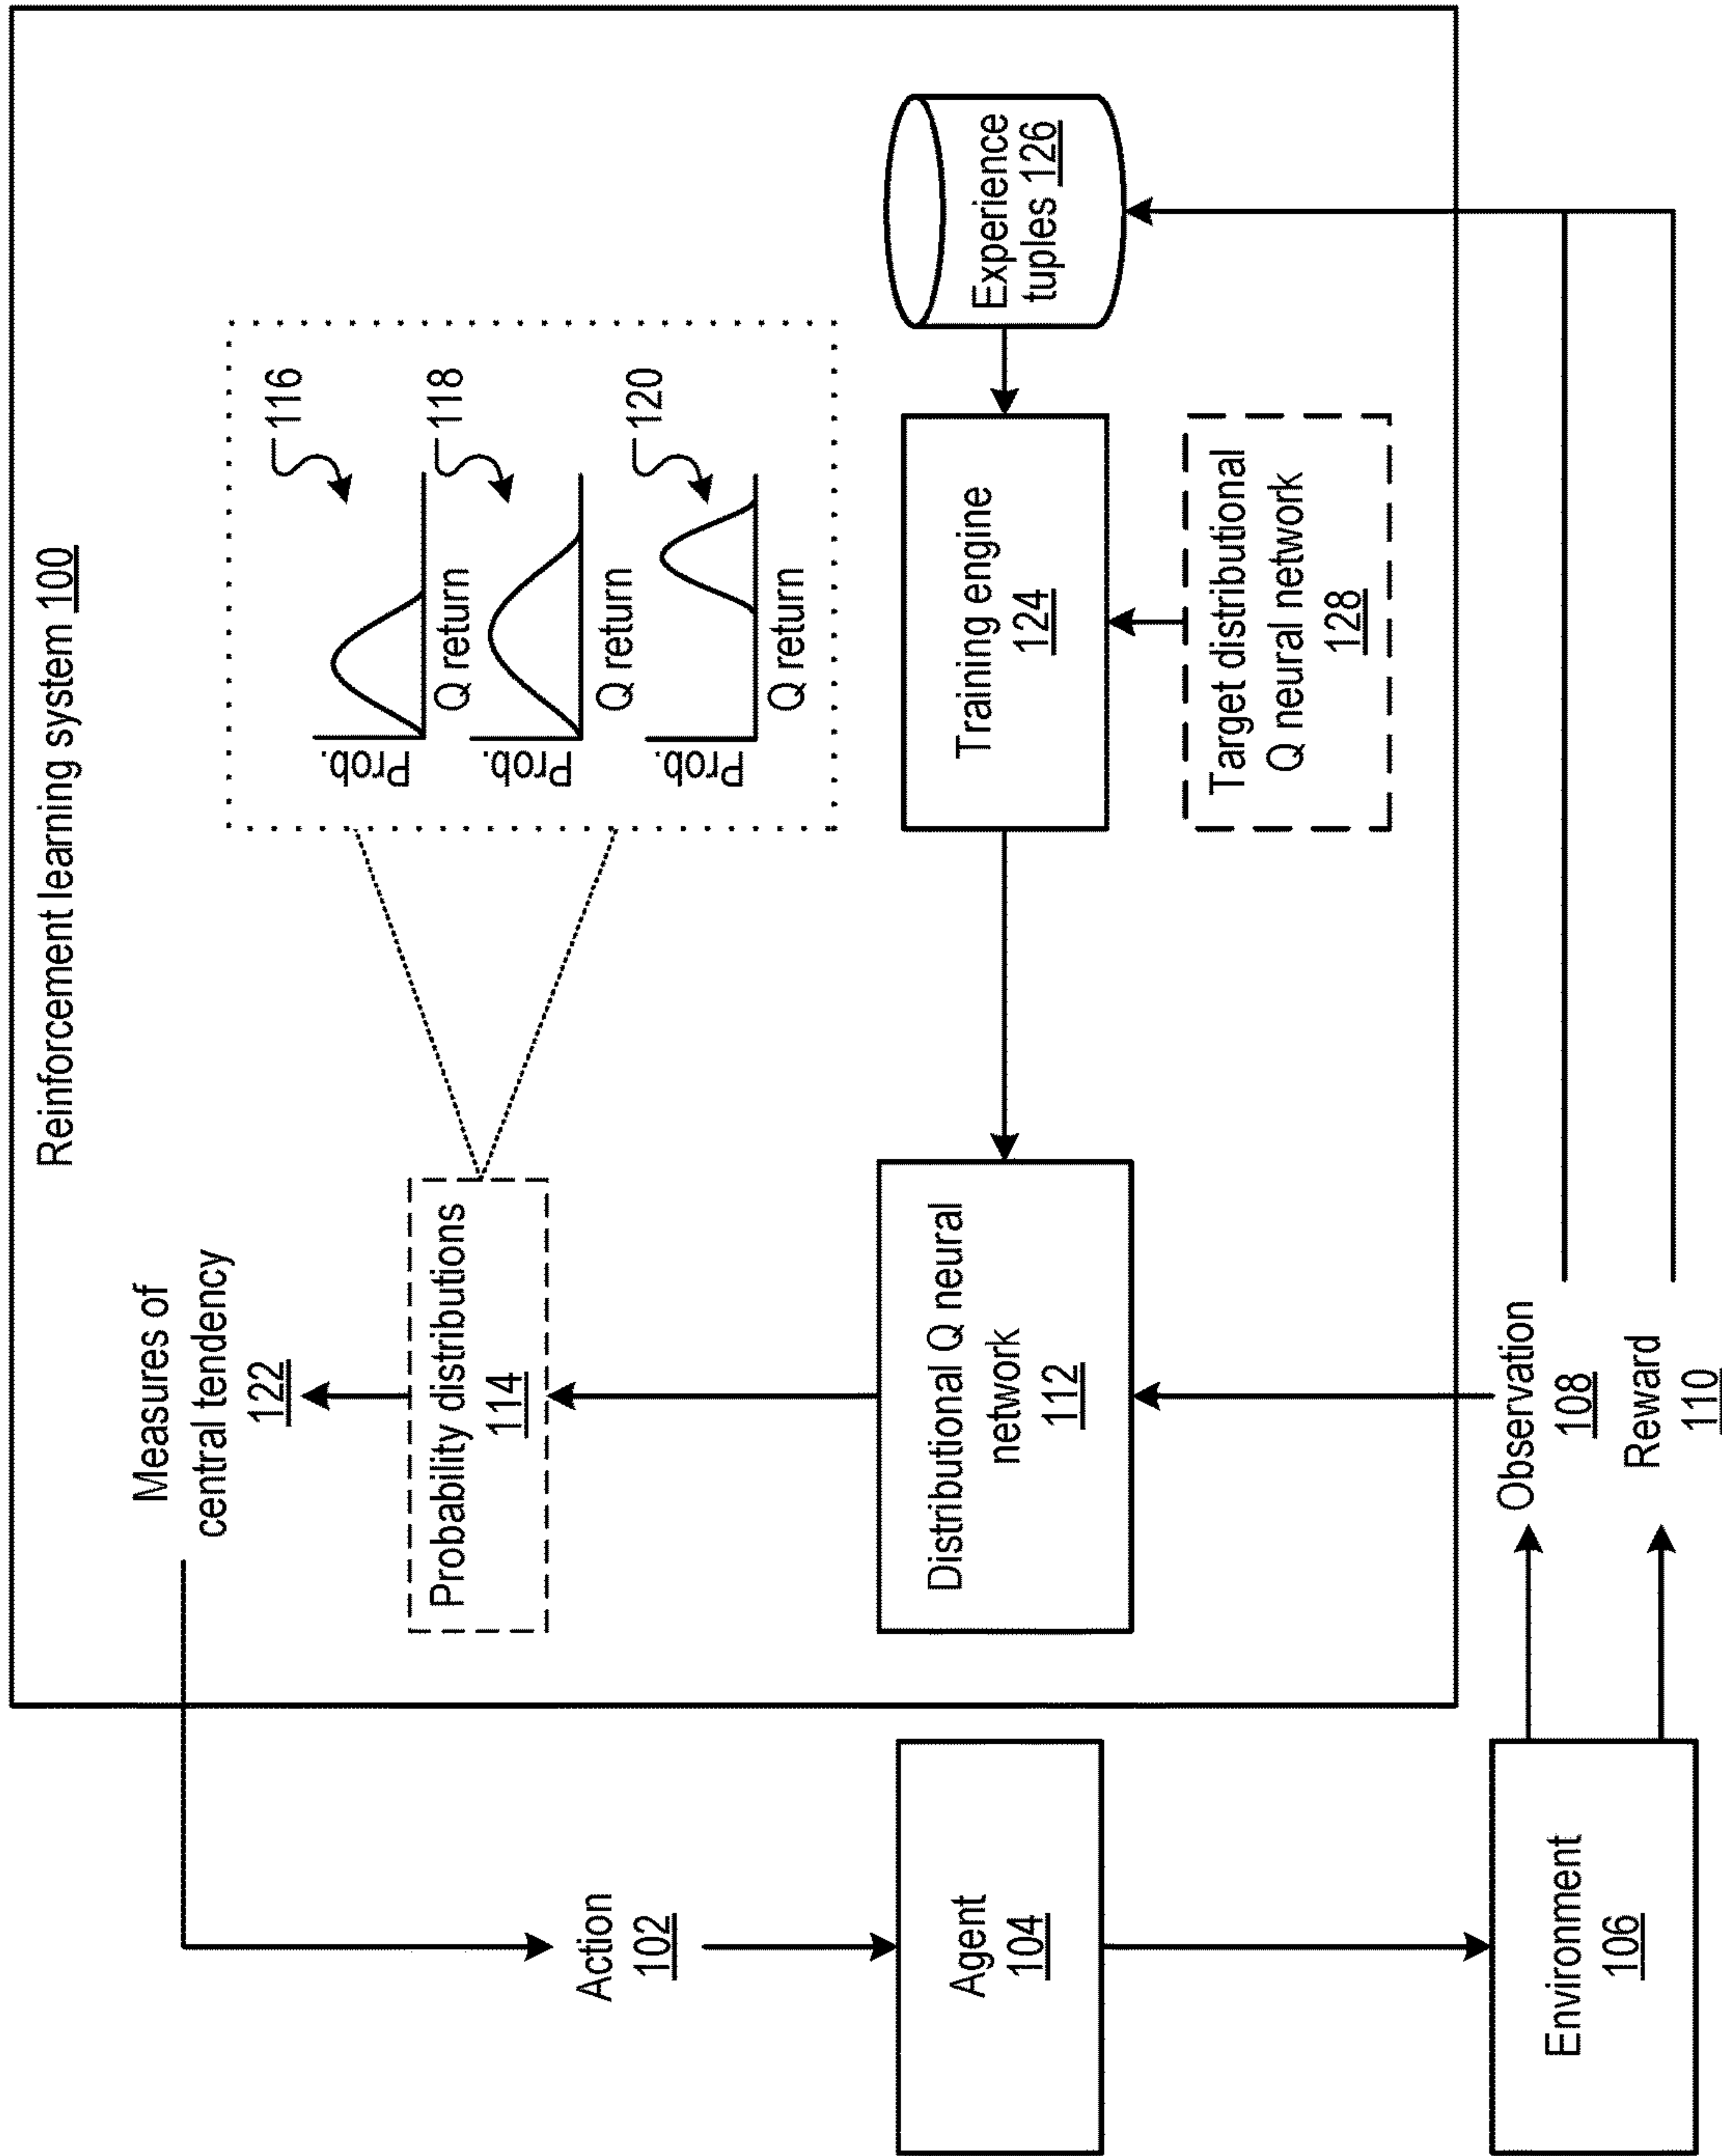 Reinforcement learning system 100
Measures of
central tendency
122
Action
102
Probability distributions
114
Prob.
Q return
116
Prob.
Q return
118
Prob.
Q return
120
Agent
104
Distributional Q neural
network
112
Training engine
124
Experience
tuples 126
Target distributional
Q neural network
128
Environment
106
Observation
108
Reward
110